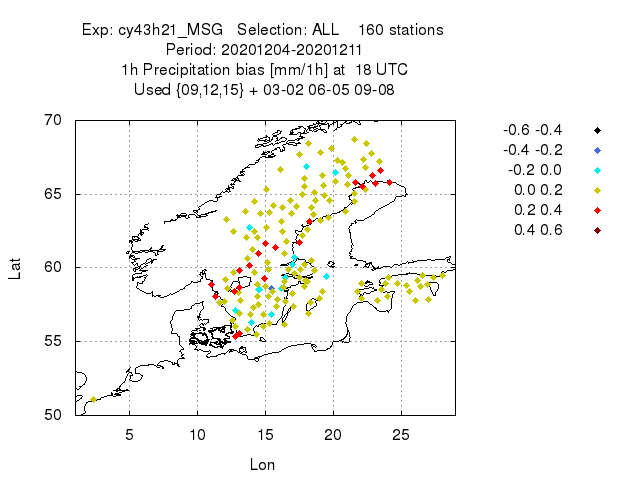 Exp: cy43h21_MSG   Selection: ALL    160 stations
Period: 20201204-20201211
1h Precipitation bias [mm/1h] at  18 UTC
Used {09,12,15} + 03-02 06-05 09-08
70
65
60
55
50
Lat
5 10 15 20 25
Lon
-0.6 -0.4
-0.4 -0.2
-0.2 0.0
0.0 0.2
0.2 0.4
0.4 0.6